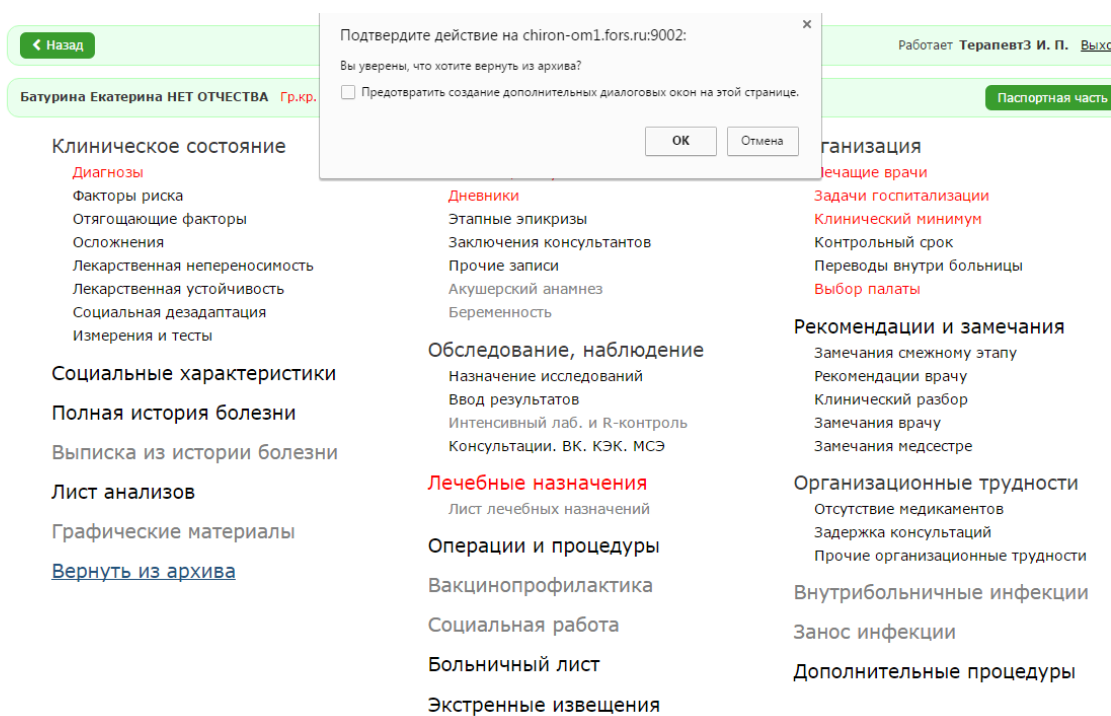 Подтвердите действие на chiron-om1.fors.ru:9002:
Вы уверены, что хотите вернуть из архива?
Предотвратить создание дополнительных диалоговых окон на этой странице.
ОК
Отмена
Назад
Работает Терапевт3 И. П. Выхо
Батурина Екатерина НЕТ ОТЧЕСТВА Гр.кр.
Паспортная часть
Клиническое состояние
Диагнозы
Факторы риска
Отягощающие факторы
Осложнения
Лекарственная непереносимость
Лекарственная устойчивость
Социальная дезадаптация
Измерения и тесты
Социальные характеристики
Полная история болезни
Выписка из истории болезни
Лист анализов
Графические материалы
Вернуть из архива
Дневники
Этапные эпикризы
Заключения консультантов
Прочие записи
Акушерский анамнез
Беременность
Обследование, наблюдение
Назначение исследований
Ввод результатов
Интенсивный лаб. и R-контроль
Консультации. ВК. КЭК. МСЭ
Лечебные назначения
Лист лечебных назначений
Операции и процедуры
Вакцинопрофилактика
Социальная работа
Больничный лист
Экстренные извещения
ганизация
Лечащие врачи
Задачи госпитализации
Клинический минимум
Контрольный срок
Переводы внутри больницы
Выбор палаты
Рекомендации и замечания
Замечания смежному этапу
Рекомендации врачу
Клинический разбор
Замечания врачу
Замечания медсестре
Организационные трудности
Отсутствие медикаментов
Задержка консультаций
Прочие организационные трудности
Внутрибольничные инфекции
Занос инфекции
Дополнительные процедуры